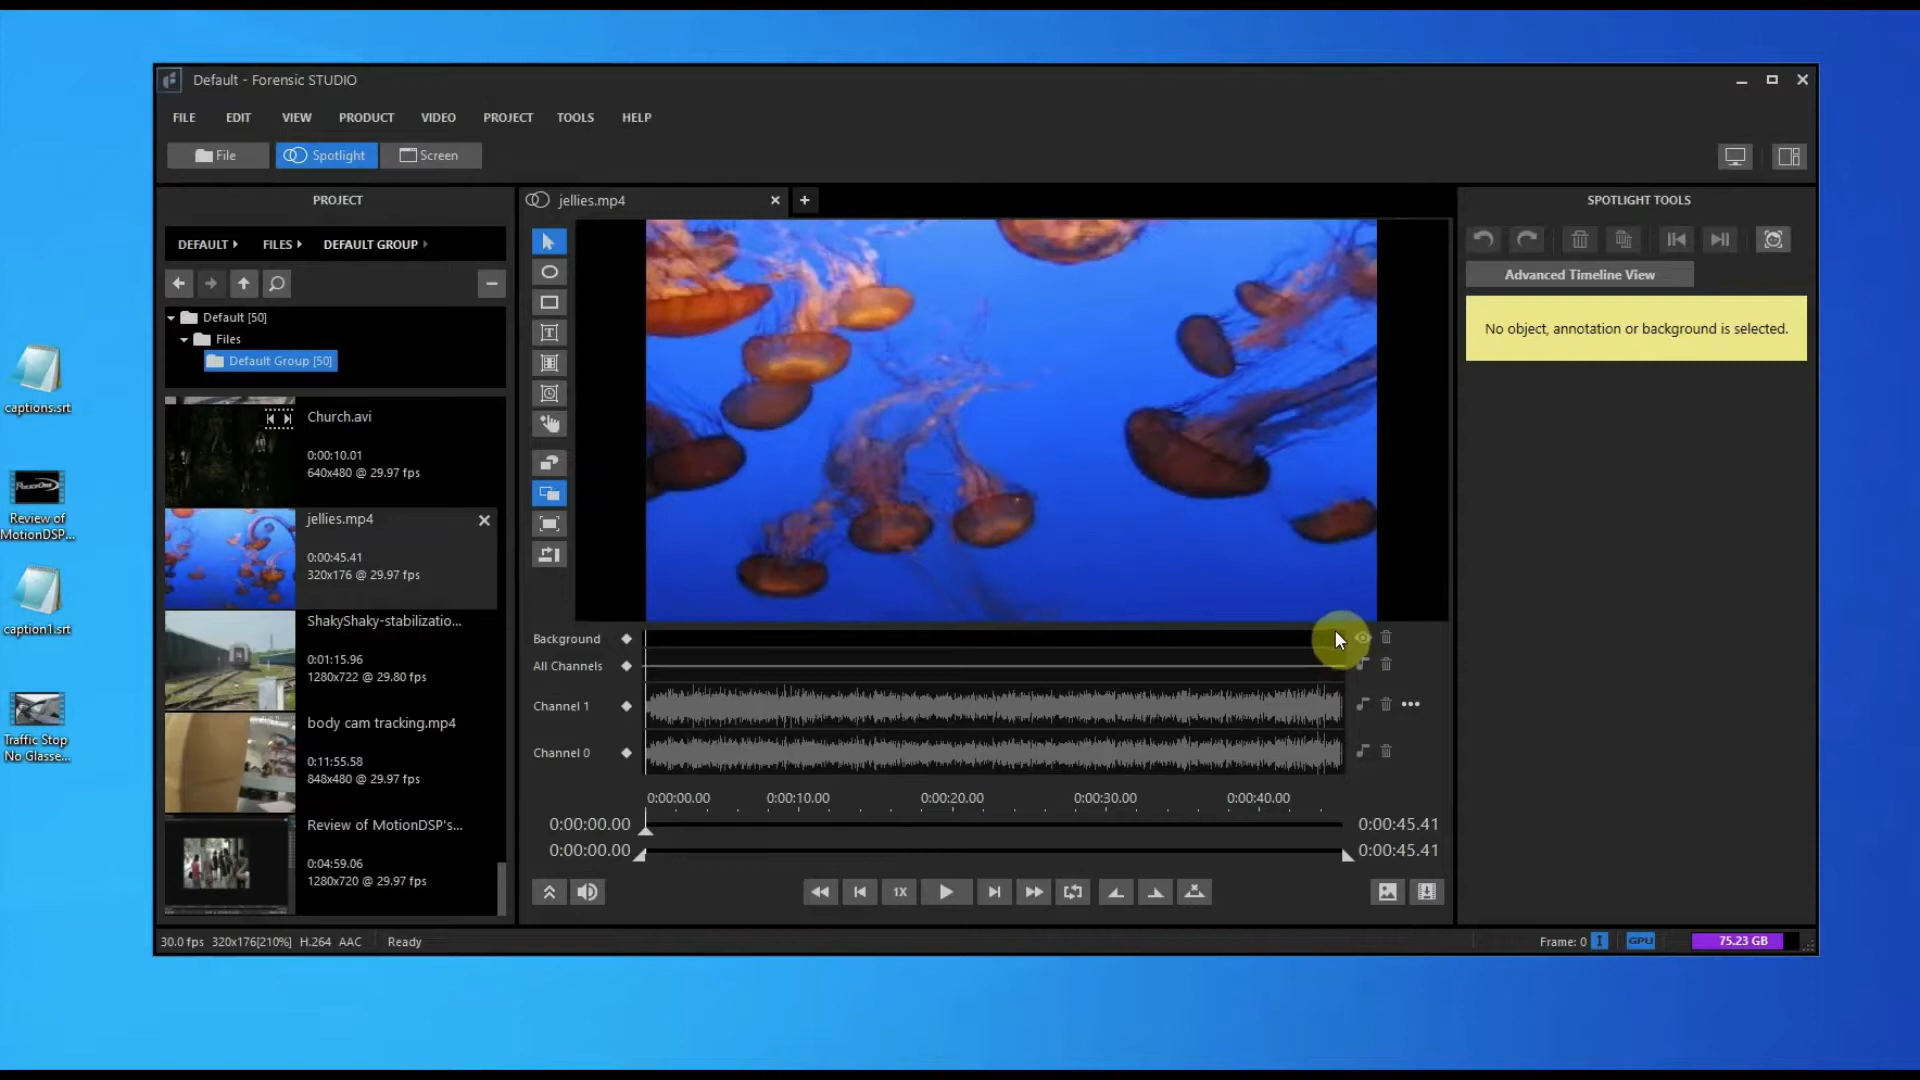 Default - Forensic STUDIO
FILE EDIT VIEW PRODUCT VIDEO PROJECT TOOLS HELP
File Spotlight Screen
PROJECT
DEFAULT FILES DEFAULT GROUP
Default [50]
Files
Default Group [50]
Church.avi
0:00:10.01
640x480 @ 29.97 fps
jellies.mp4
0:00:45.41
320x176 @ 29.97 fps
ShakyShaky-stabilizatio...
0:01:15.96
1280x722 @ 29.80 fps
body cam tracking.mp4
0:11:55.58
848x480 @ 29.97 fps
Review of MotionDSP's...
0:04:59.06
1280x720 @ 29.97 fps
jellies.mp4
Background
All Channels
Channel 1
Channel 0
0:00:00.00 0:00:10.00 0:00:20.00 0:00:30.00 0:00:40.00
0:00:00.00 0:00:45.41
0:00:00.00 0:00:45.41
1X
SPOTLIGHT TOOLS
Advanced Timeline View
No object, annotation or background is selected.
30.0 fps 320x176[210%] H.264 AAC Ready
Frame: 0 I GPU 75.23 GB
captions.srt
Review of
MotionDSP...
caption1.srt
Traffic Stop
No Glasse...